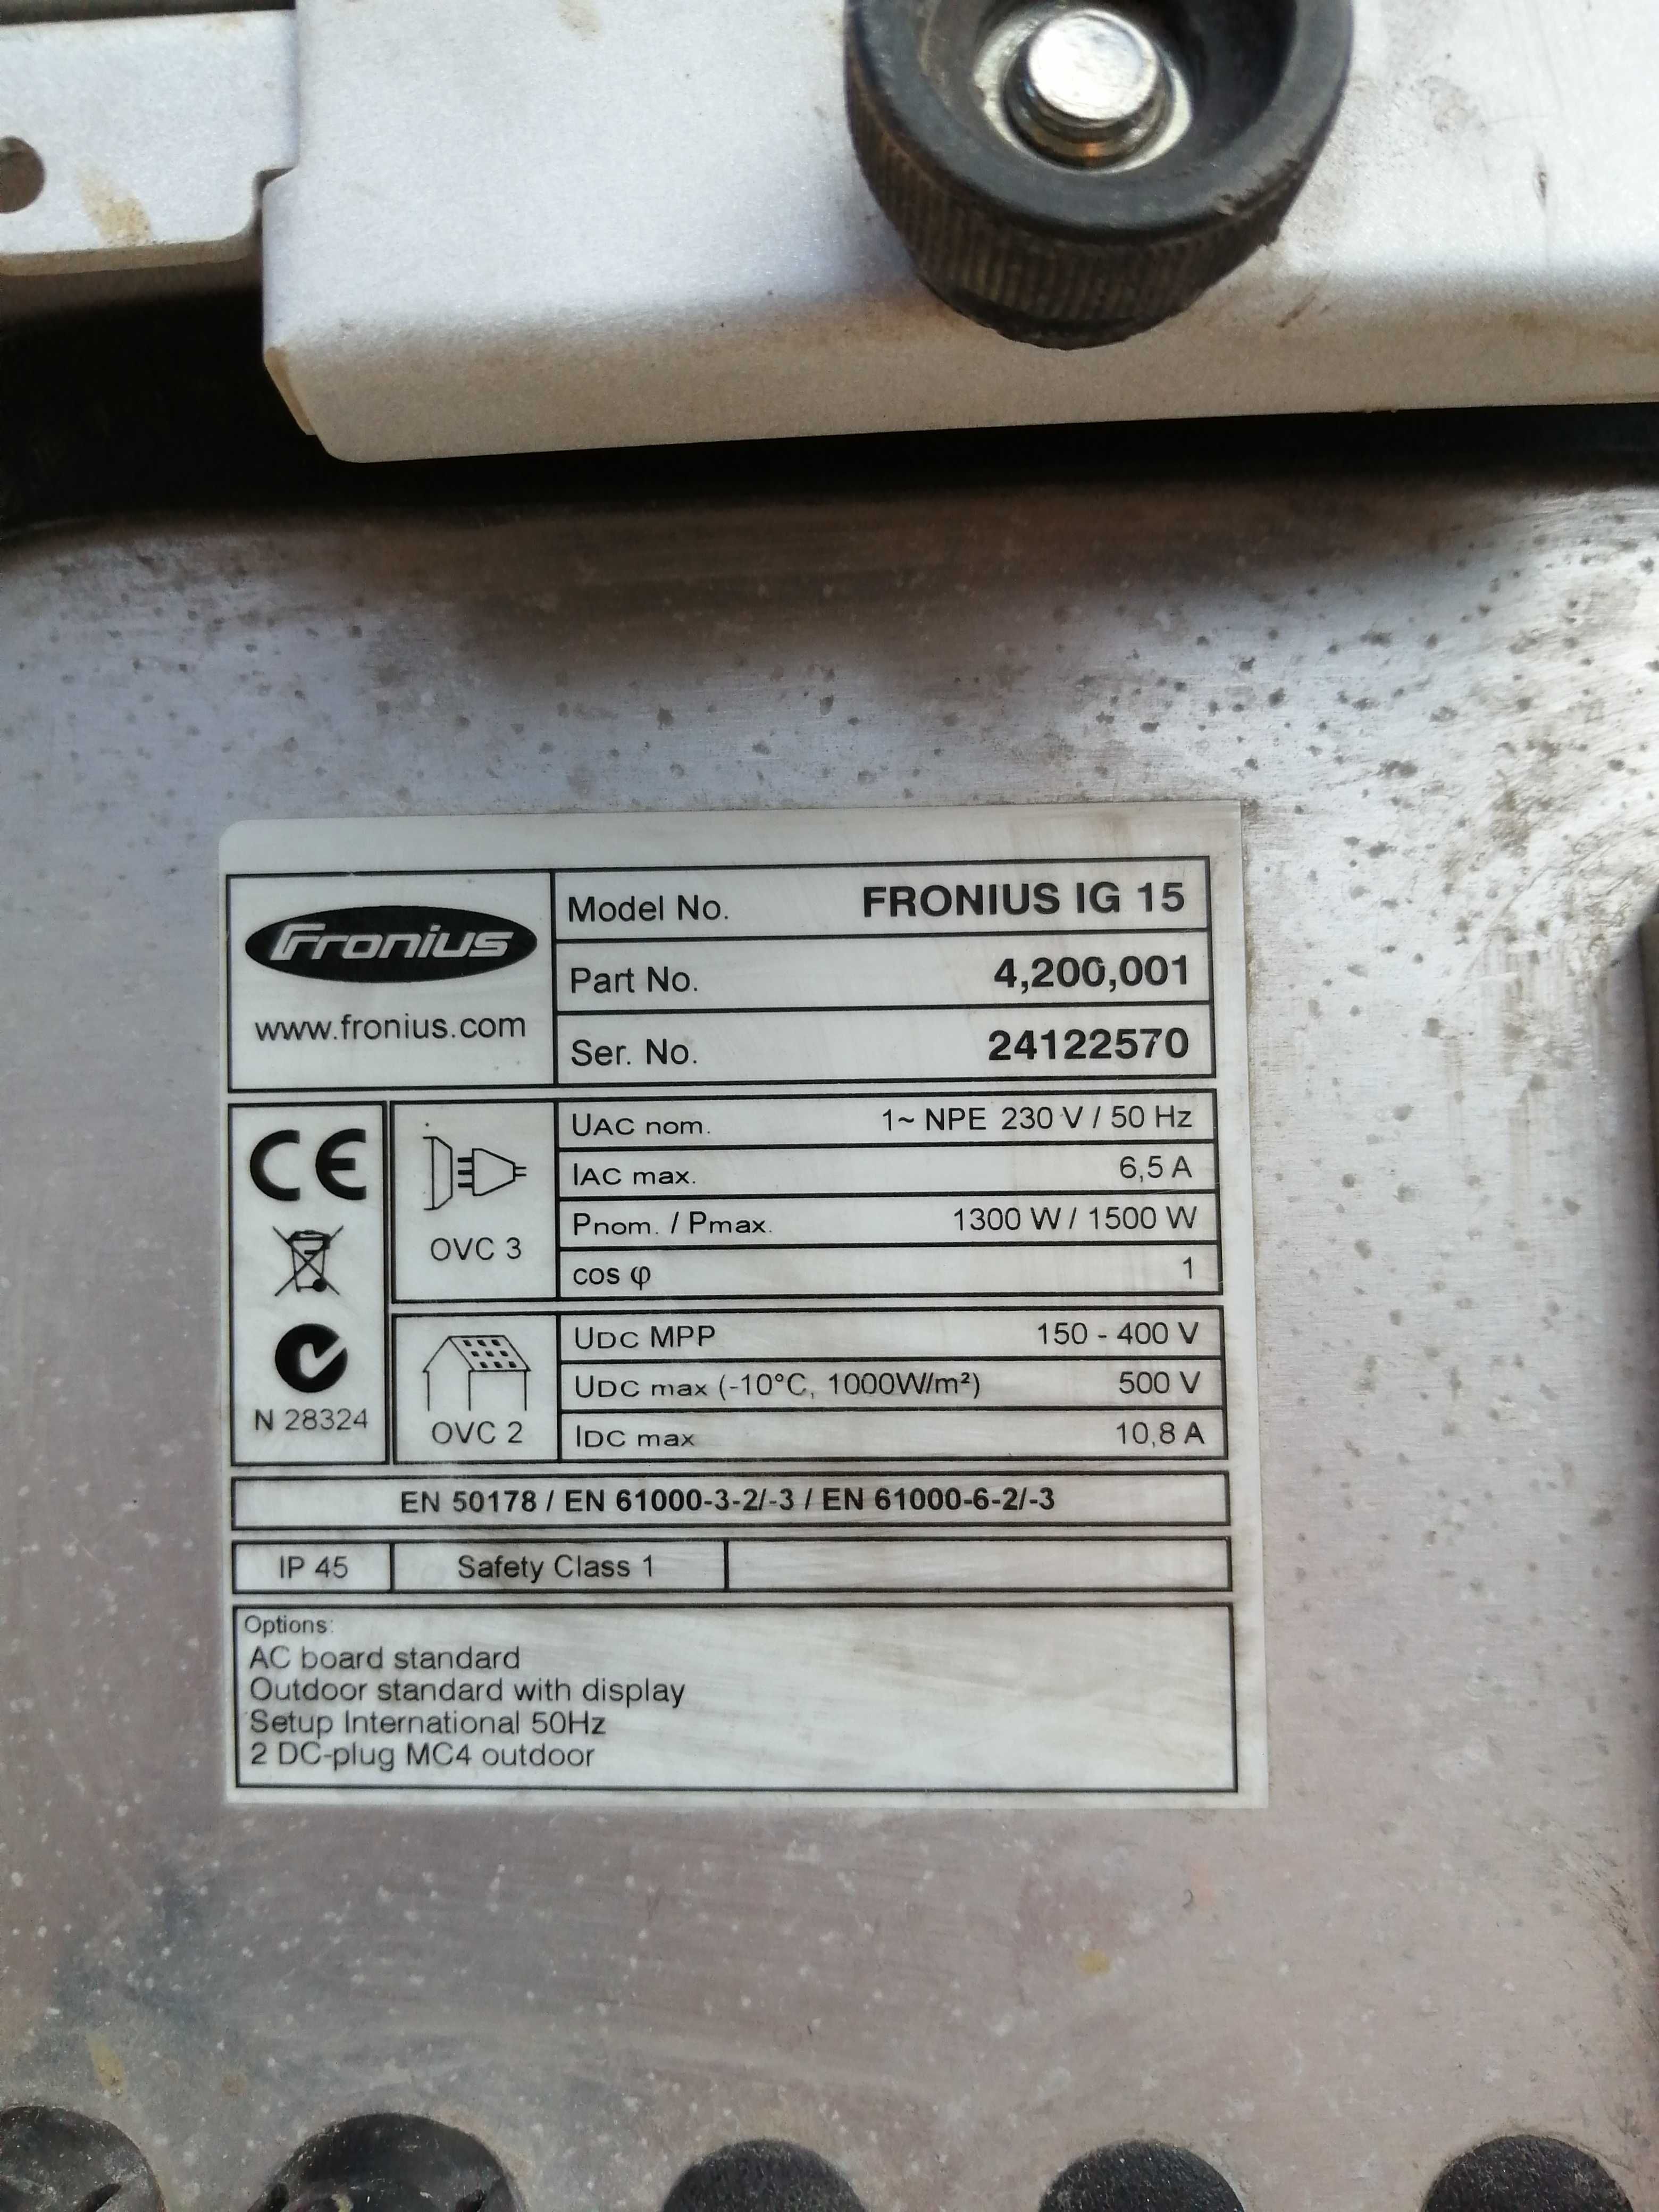 Fronius
www.fronius.com
Model No. FRONIUS IG 15
Part No. 4,200,001
Ser. No. 24122570
CE
N 28324
OVC 3
UAC nom. 1~ NPE 230 V / 50 Hz
IAC max. 6,5 A
Pnom. / Pmax. 1300 W / 1500 W
cos φ 1
OVC 2
UDC MPP 150 - 400 V
UDC max (-10°C, 1000W/m²) 500 V
IDC max 10,8 A
EN 50178 / EN 61000-3-2/-3 / EN 61000-6-2/-3
IP 45 Safety Class 1
Options:
AC board standard
Outdoor standard with display
Setup International 50Hz
2 DC-plug MC4 outdoor